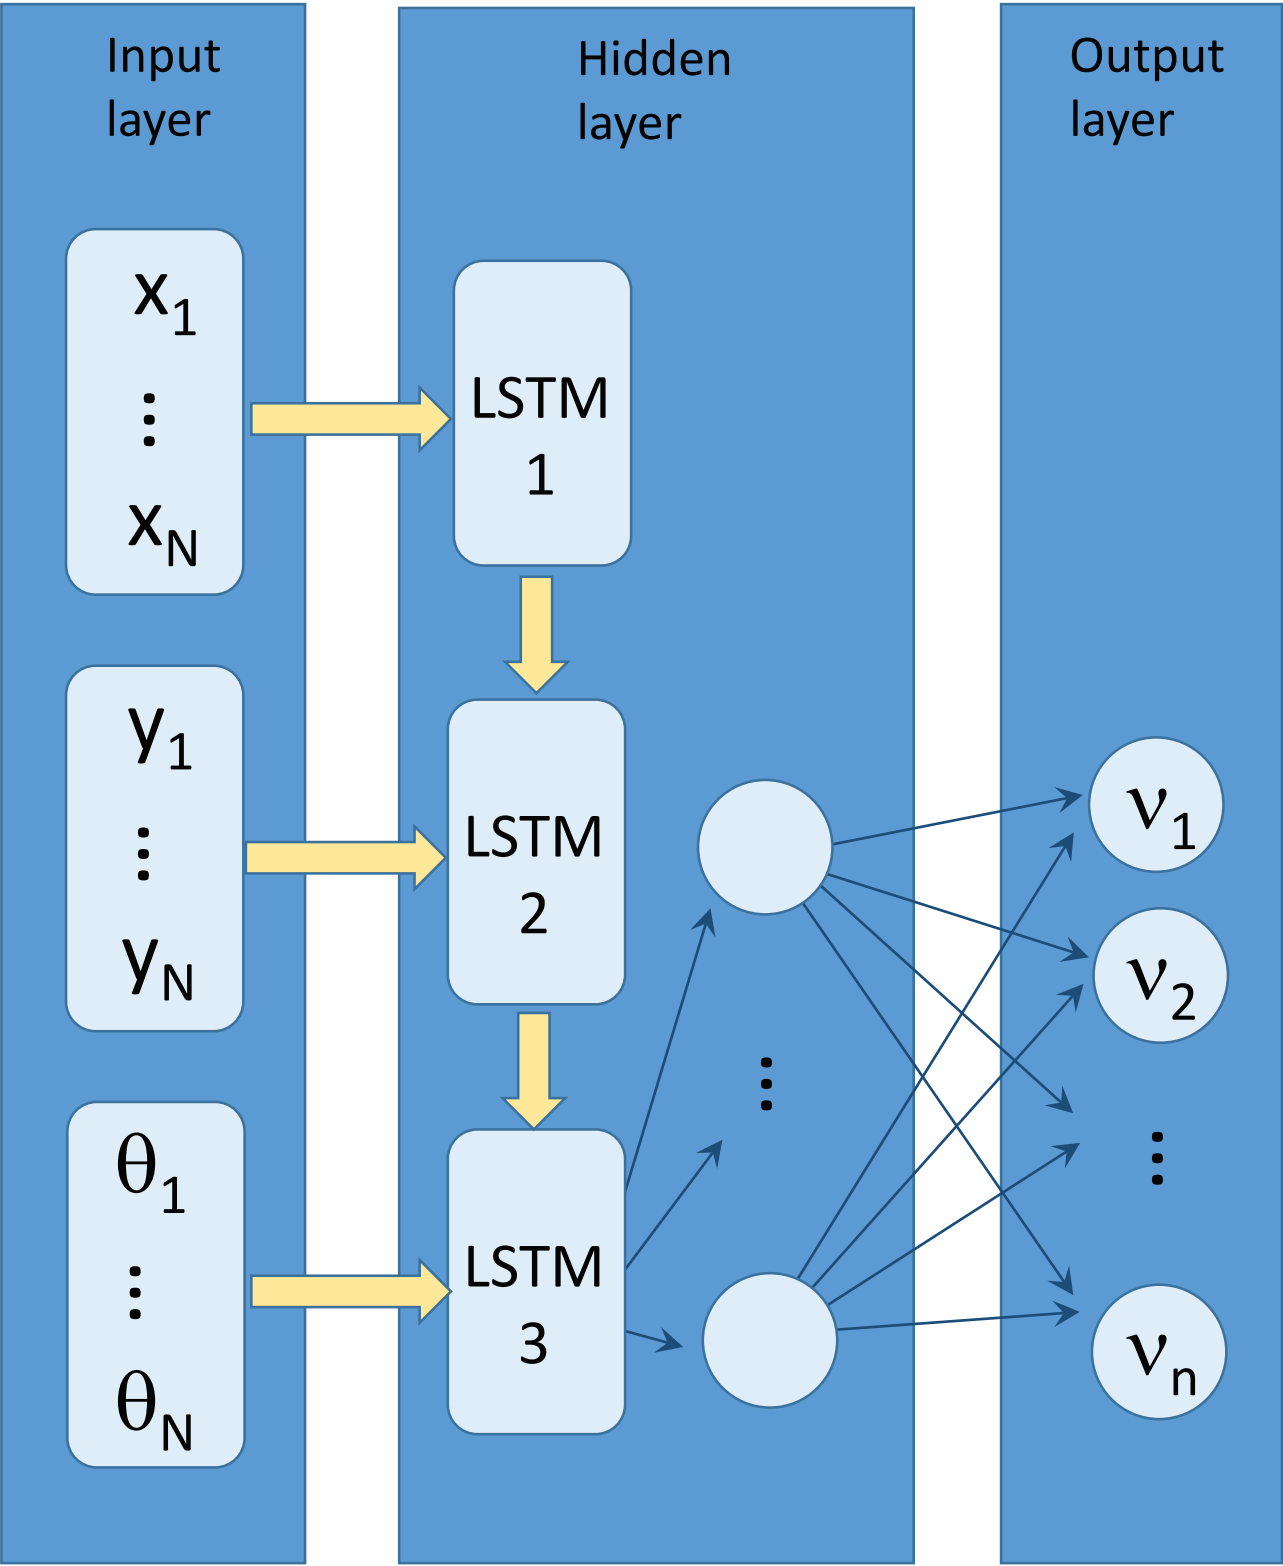 Input
layer
x1
⋮
xN
y1
⋮
yN
θ1
⋮
θN
Hidden
layer
LSTM
1
LSTM
2
LSTM
3
⋮
Output
layer
ν1
ν2
⋮
νn